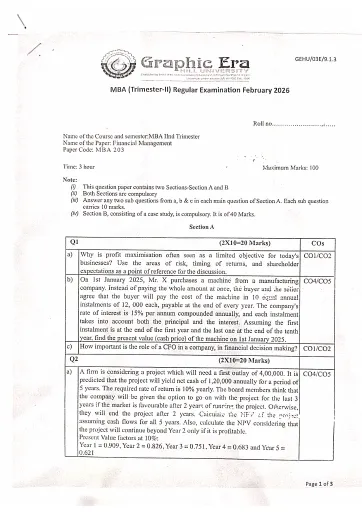 GEHU/03E/9.1.3
Graphic Era
HILL UNIVERSITY
MBA (Trimester-II) Regular Examination February 2026
Roll no..............................
Name of the Course and semester:MBA IInd Trimester
Name of the Paper: Financial Management
Paper Code: MBA 203
Time: 3 hour Maximum Marks: 100
Note:
(i) This question paper contains two Sections-Section A and B
(ii) Both Sections are compulsory
(iii) Answer any two sub questions from a, b & c in each main question of Section A. Each sub question
carries 10 marks.
(iv) Section B, consisting of a case study, is compulsory. It is of 40 Marks.
Section A
Q1 (2X10=20 Marks) COs
a) Why is profit maximisation often seen as a limited objective for today's CO1/CO2
businesses? Use the areas of risk, timing of returns, and shareholder
expectations as a point of reference for the discussion.
b) On 1st January 2025, Mr. X purchases a machine from a manufacturing CO4/CO5
company. Instead of paying the whole amount at once, the buyer and the seller
agree that the buyer will pay the cost of the machine in 10 equal annual
instalments of 12, 000 each, payable at the end of every year. The company's
rate of interest is 15% per annum compounded annually, and each instalment
takes into account both the principal and the interest. Assuming the first
instalment is at the end of the first year and the last one at the end of the tenth
year, find the present value (cash price) of the machine on 1st January 2025.
c) How important is the role of a CFO in a company, in financial decision making? CO1/CO2
Q2 (2X10=20 Marks)
a) A firm is considering a project which will need a first outlay of 4,00,000. It is CO4/CO5
predicted that the project will yield net cash of 1,20,000 annually for a period of
5 years. The required rate of return is 10% yearly. The board members think that
the company will be given the option to go on with the project for the last 3
years if the market is favourable after 2 years of running the project. Otherwise,
they will end the project after 2 years. Calculate the NPV of the project
assuming cash flows for all 5 years. Also, calculate the NPV considering that
the project will continue beyond Year 2 only if it is profitable.
Present Value factors at 10%:
Year 1 = 0.909, Year 2 = 0.826, Year 3 = 0.751, Year 4 = 0.683 and Year 5 =
0.621
Page 1 of 3